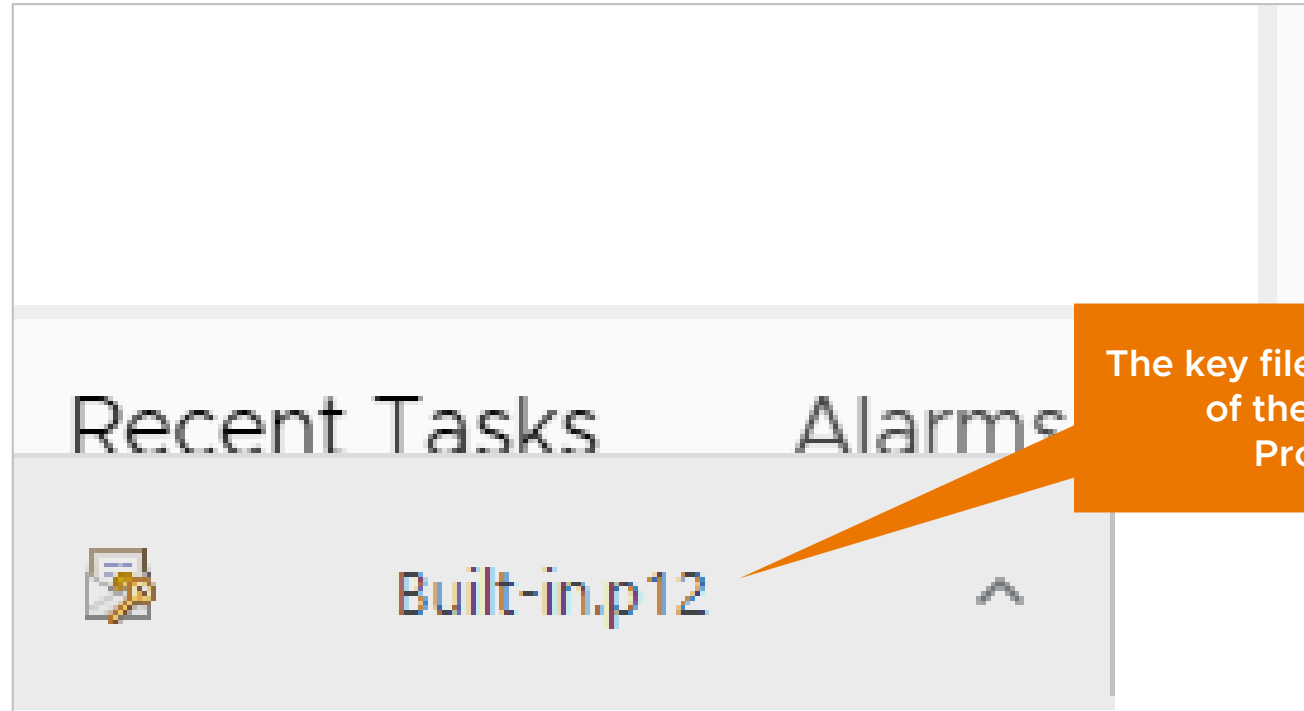 Recent Tasks
Alarms
The key file
of the
Pro
Built-in.p12